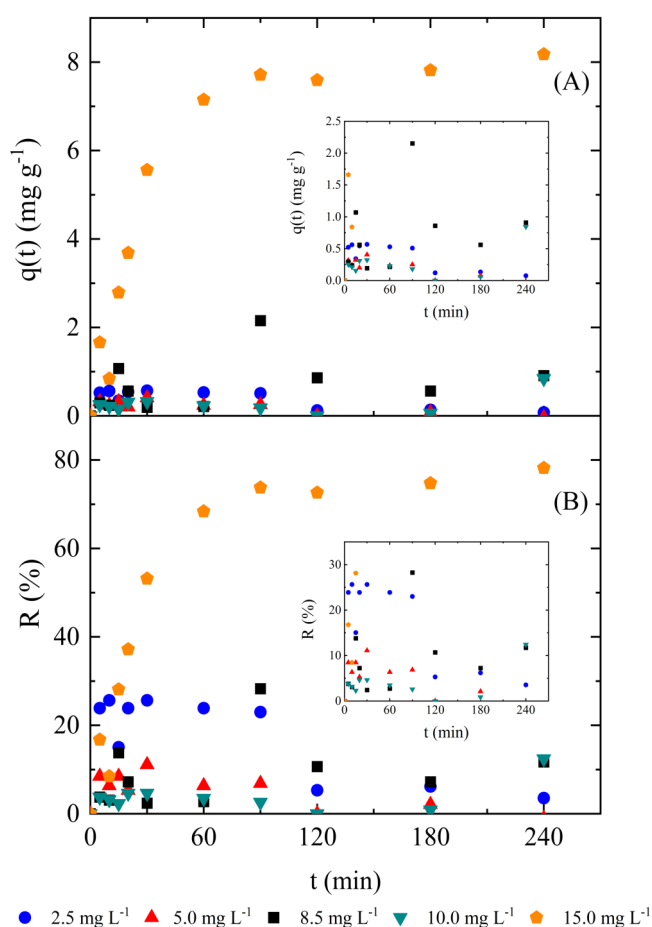 (A)
q(t) (mg g⁻¹)
8
6
4
2
0
2.5
2.0
1.5
1.0
0.5
0.0
q(t) (mg g⁻¹)
0 60 120 180 240
t (min)
(B)
R (%)
80
60
40
20
0
30
20
10
0
R (%)
0 60 120 180 240
t (min)
0 60 120 180 240
t (min)
2.5 mg L⁻¹ 5.0 mg L⁻¹ 8.5 mg L⁻¹ 10.0 mg L⁻¹ 15.0 mg L⁻¹